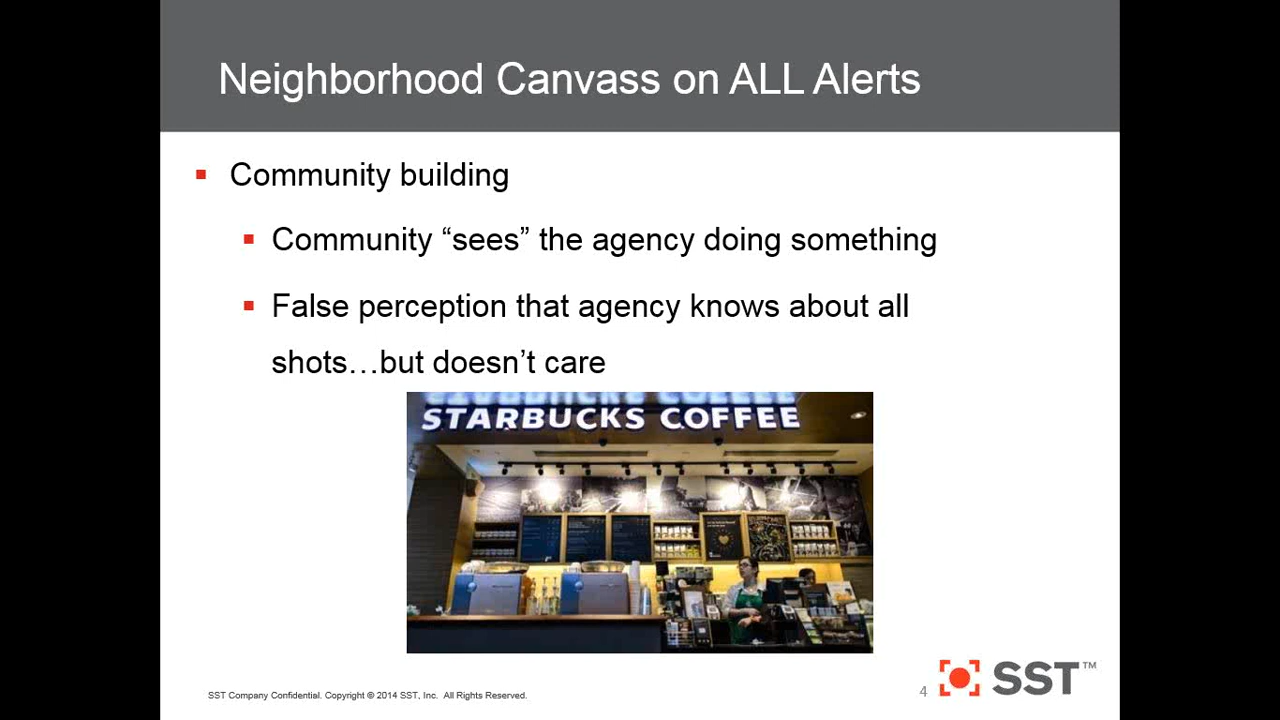 Neighborhood Canvass on ALL Alerts
Community building
Community “sees” the agency doing something
False perception that agency knows about all
shots…but doesn’t care
STARBUCKS COFFEE
SST Company Confidential. Copyright © 2014 SST, Inc. All Rights Reserved.
4
SST™